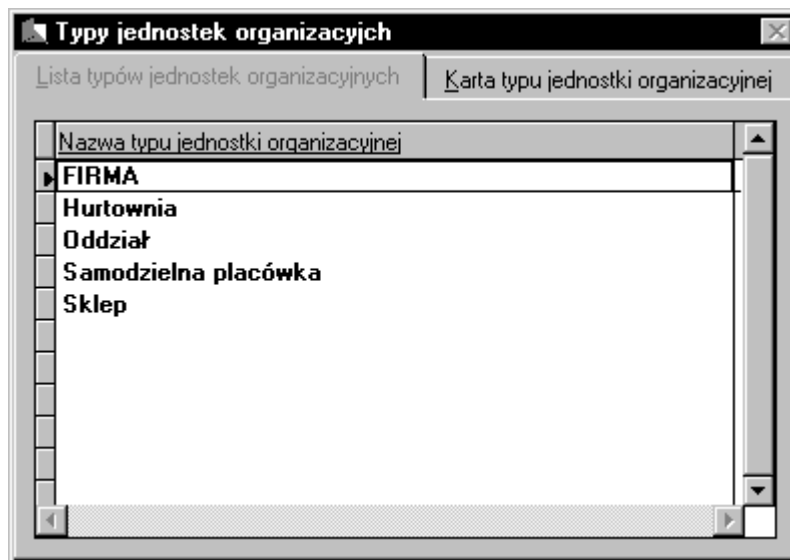 Typy jednostek organizacyjch
Lista typów jednostek organizacyjnych
Karta typu jednostki organizacyjnej
Nazwa typu jednostki organizacyjnej
FIRMA
Hurtownia
Oddział
Samodzielna placówka
Sklep